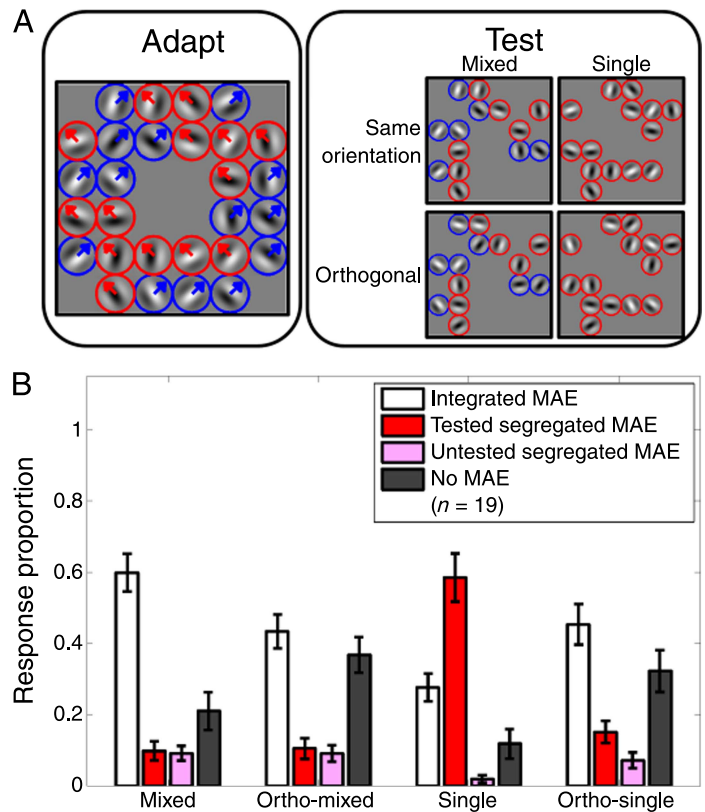 A
Adapt
Test
Mixed
Single
Same
orientation
Orthogonal
B
Response proportion
1
0.8
0.6
0.4
0.2
0
Integrated MAE
Tested segregated MAE
Untested segregated MAE
No MAE
(n = 19)
Mixed
Ortho-mixed
Single
Ortho-single